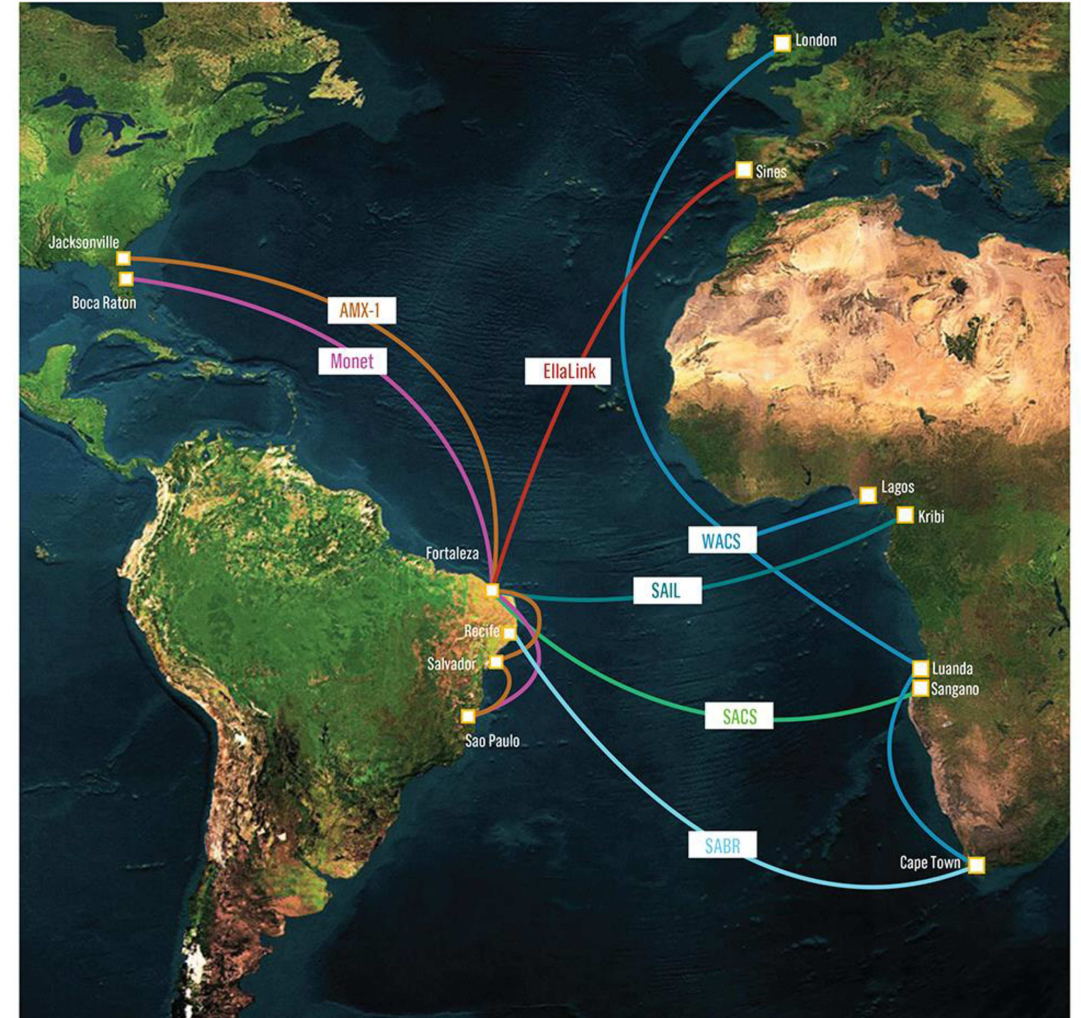 London
Sines
Jacksonville
Boca Raton
AMX-1
Monet
EllaLink
Lagos
Kribi
WACS
Fortaleza
SAIL
Recife
Salvador
Luanda
Sangano
SACS
Sao Paulo
SABR
Cape Town